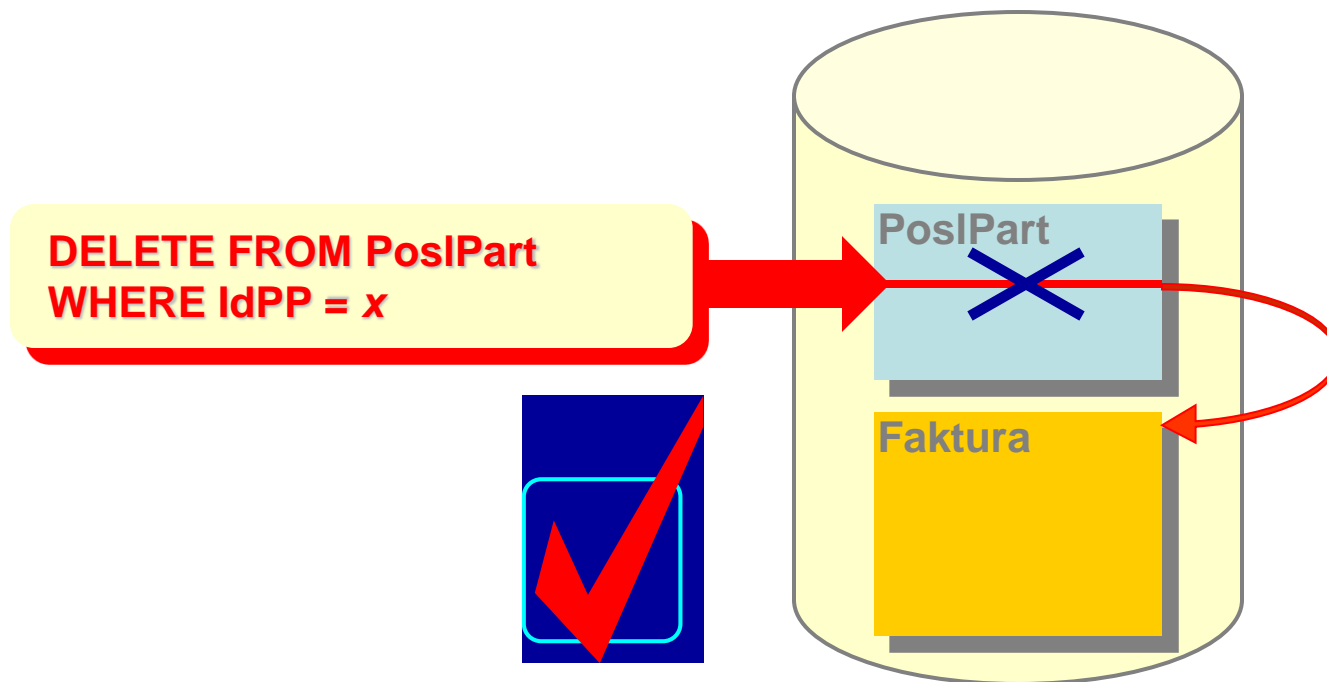 DELETE FROM PoslPart
WHERE IdPP = x
PoslPart
Faktura